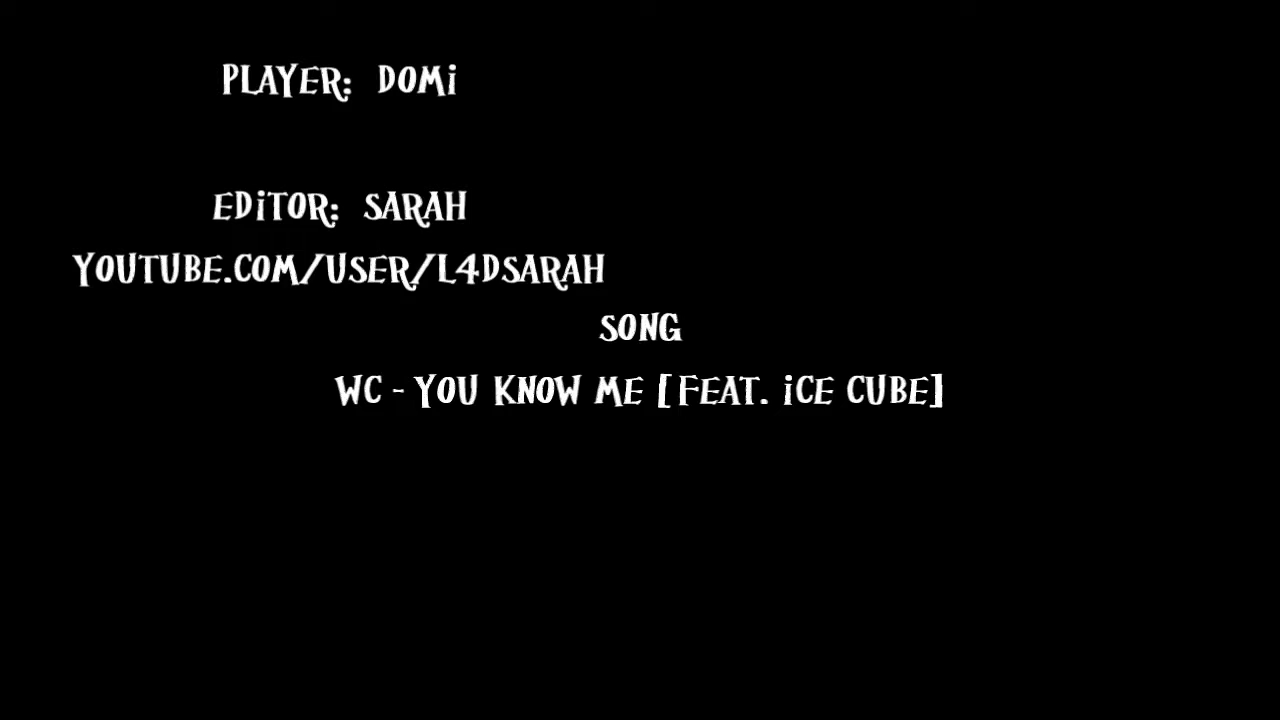 PLAYER: DOMi
EDiTOR: SARAH
YOUTUBE.COM/USER/L4DSARAH
SONG
WC - YOU KNOW ME [FEAT. iCE CUBE]